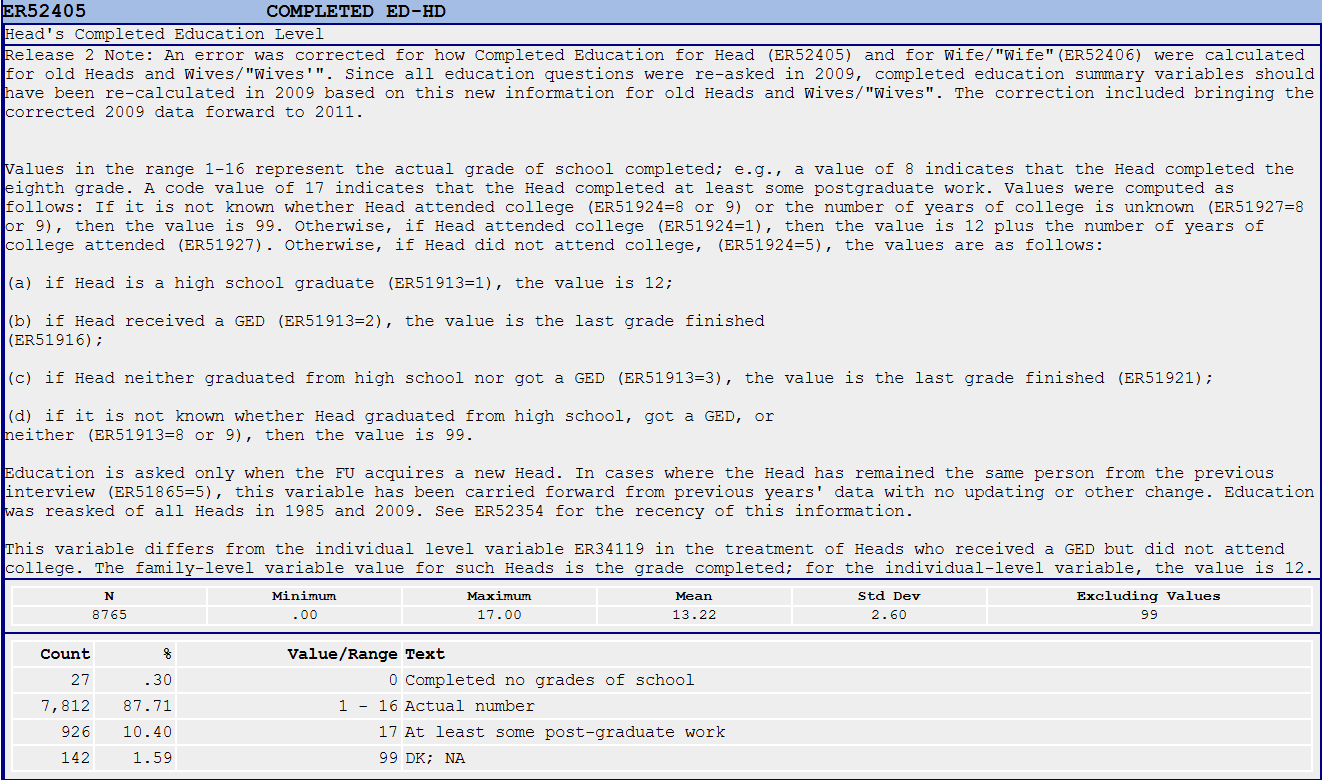 ER52405 COMPLETED ED-HD
Head's Completed Education Level
Release 2 Note: An error was corrected for how Completed Education for Head (ER52405) and for Wife/"Wife"(ER52406) were calculated
for old Heads and Wives/"Wives'". Since all education questions were re-asked in 2009, completed education summary variables should
have been re-calculated in 2009 based on this new information for old Heads and Wives/"Wives". The correction included bringing the
corrected 2009 data forward to 2011.
Values in the range 1-16 represent the actual grade of school completed; e.g., a value of 8 indicates that the Head completed the
eighth grade. A code value of 17 indicates that the Head completed at least some postgraduate work. Values were computed as
follows: If it is not known whether Head attended college (ER51924=8 or 9) or the number of years of college is unknown (ER51927=8
or 9), then the value is 99. Otherwise, if Head attended college (ER51924=1), then the value is 12 plus the number of years of
college attended (ER51927). Otherwise, if Head did not attend college, (ER51924=5), the values are as follows:
(a) if Head is a high school graduate (ER51913=1), the value is 12;
(b) if Head received a GED (ER51913=2), the value is the last grade finished
(ER51916);
(c) if Head neither graduated from high school nor got a GED (ER51913=3), the value is the last grade finished (ER51921);
(d) if it is not known whether Head graduated from high school, got a GED, or
neither (ER51913=8 or 9), then the value is 99.
Education is asked only when the FU acquires a new Head. In cases where the Head has remained the same person from the previous
interview (ER51865=5), this variable has been carried forward from previous years' data with no updating or other change. Education
was reasked of all Heads in 1985 and 2009. See ER52354 for the recency of this information.
This variable differs from the individual level variable ER34119 in the treatment of Heads who received a GED but did not attend
college. The family-level variable value for such Heads is the grade completed; for the individual-level variable, the value is 12.
N Minimum Maximum Mean Std Dev Excluding Values
8765 .00 17.00 13.22 2.60 99
Count % Value/Range Text
27 .30 0 Completed no grades of school
7,812 87.71 1 - 16 Actual number
926 10.40 17 At least some post-graduate work
142 1.59 99 DK; NA